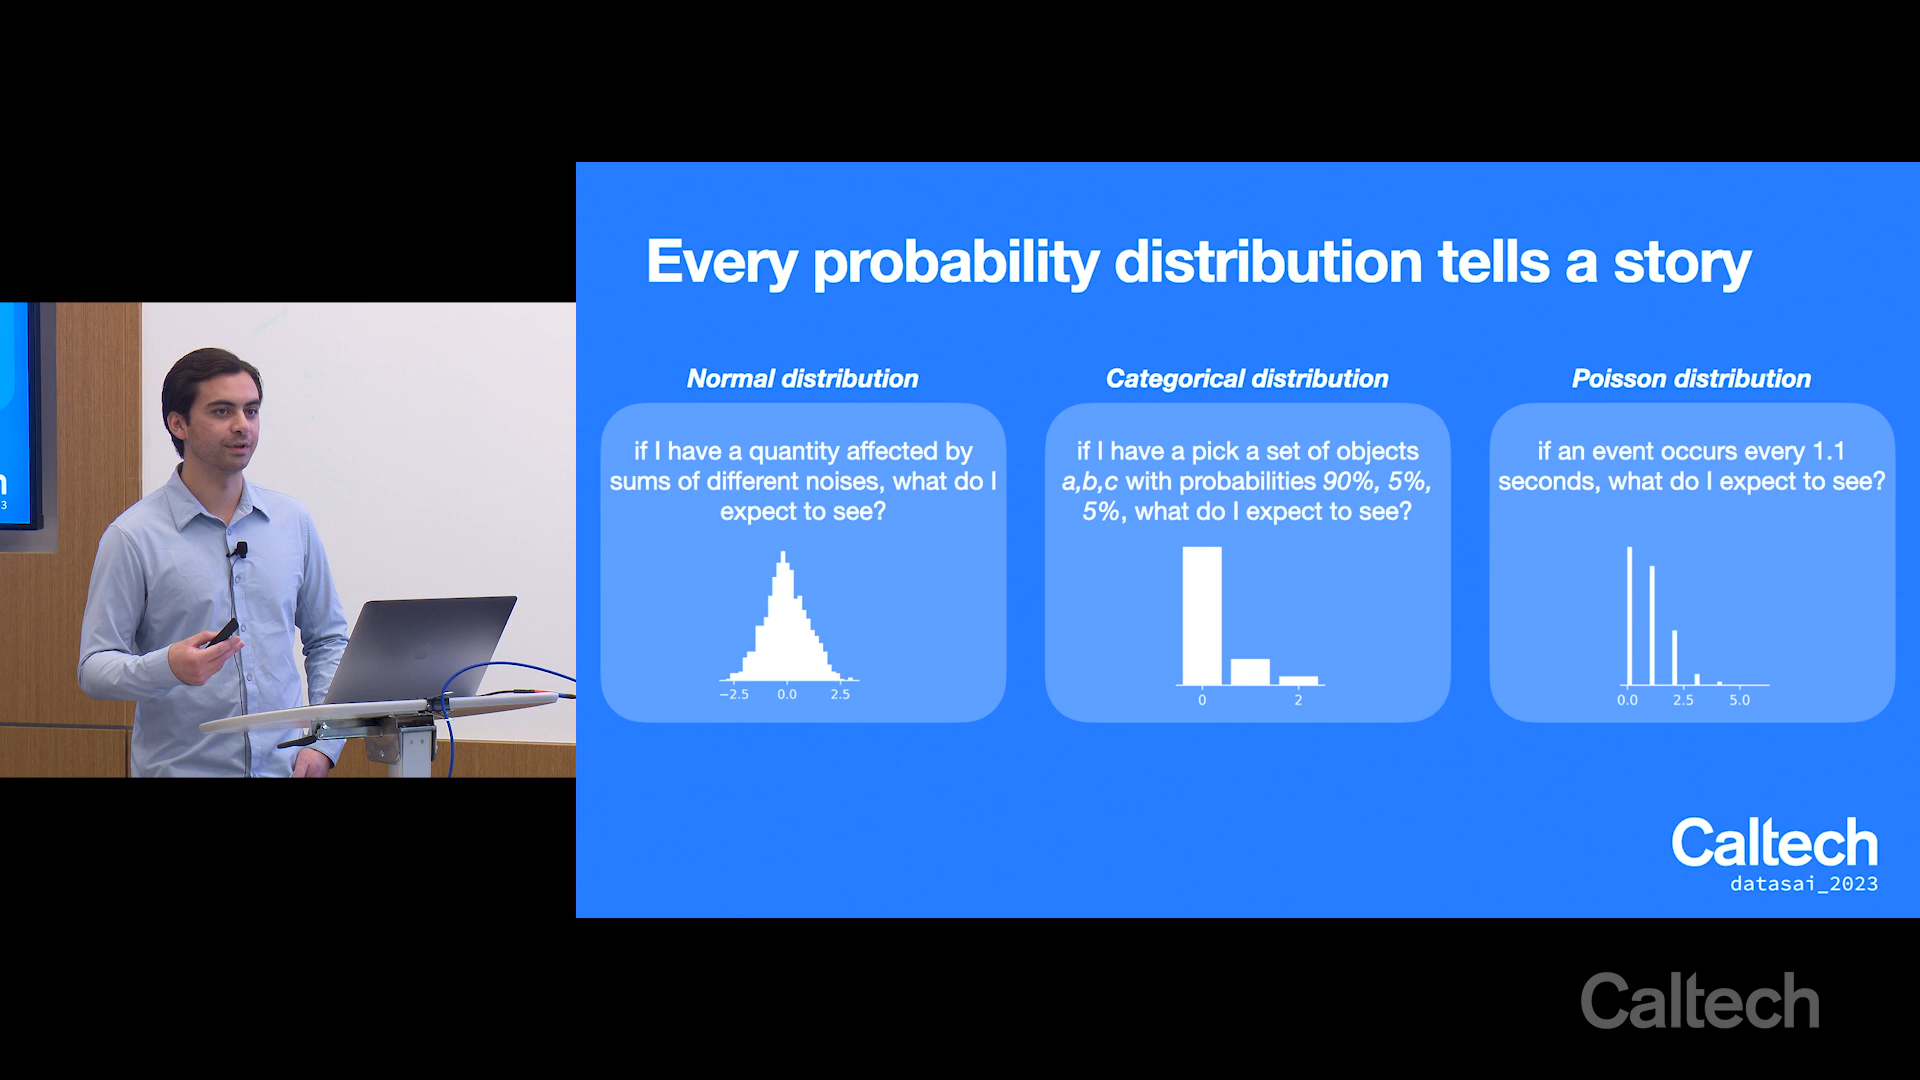 Every probability distribution tells a story
Normal distribution
if I have a quantity affected by
sums of different noises, what do I
expect to see?
−2.5 0.0 2.5
Categorical distribution
if I have a pick a set of objects
a,b,c with probabilities 90%, 5%,
5%, what do I expect to see?
0 2
Poisson distribution
if an event occurs every 1.1
seconds, what do I expect to see?
0.0 2.5 5.0
Caltech
datasai_2023
Caltech
n
3